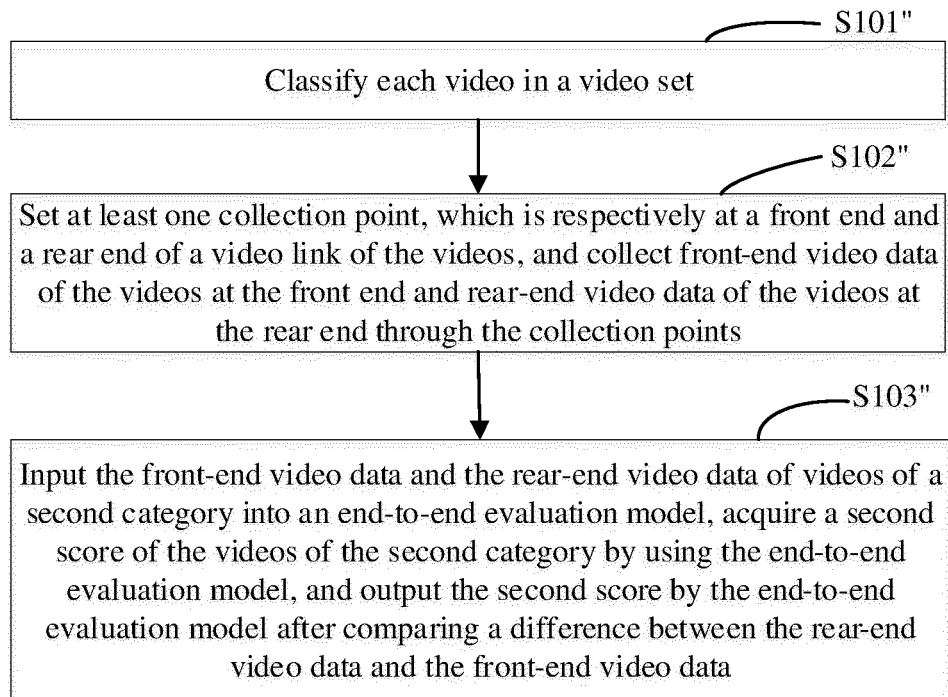 S101"
Classify each video in a video set
S102"
Set at least one collection point, which is respectively at a front end and
a rear end of a video link of the videos, and collect front-end video data
of the videos at the front end and rear-end video data of the videos at
the rear end through the collection points
S103"
Input the front-end video data and the rear-end video data of videos of a
second category into an end-to-end evaluation model, acquire a second
score of the videos of the second category by using the end-to-end
evaluation model, and output the second score by the end-to-end
evaluation model after comparing a difference between the rear-end
video data and the front-end video data